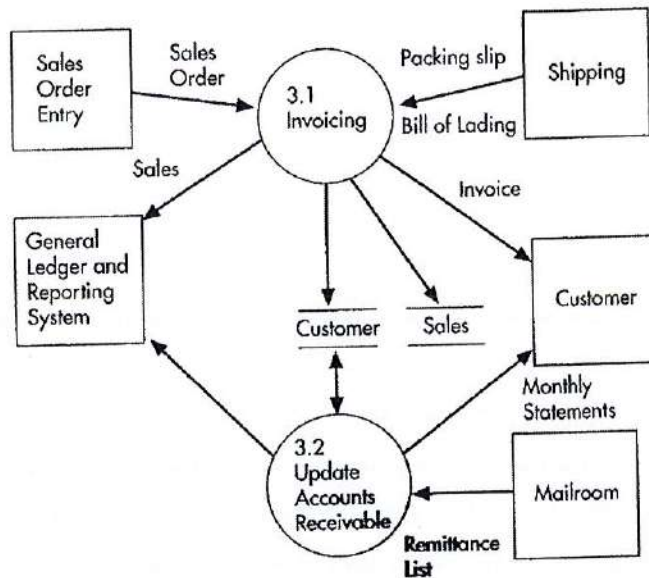 Sales
Order
Entry
Sales
Order
3.1
Invoicing
Packing slip
Bill of Lading
Shipping
Sales
Invoice
General
Ledger and
Reporting
System
Customer
Sales
Customer
Monthly
Statements
3.2
Update
Accounts
Receivable
Mailroom
Remittance
List